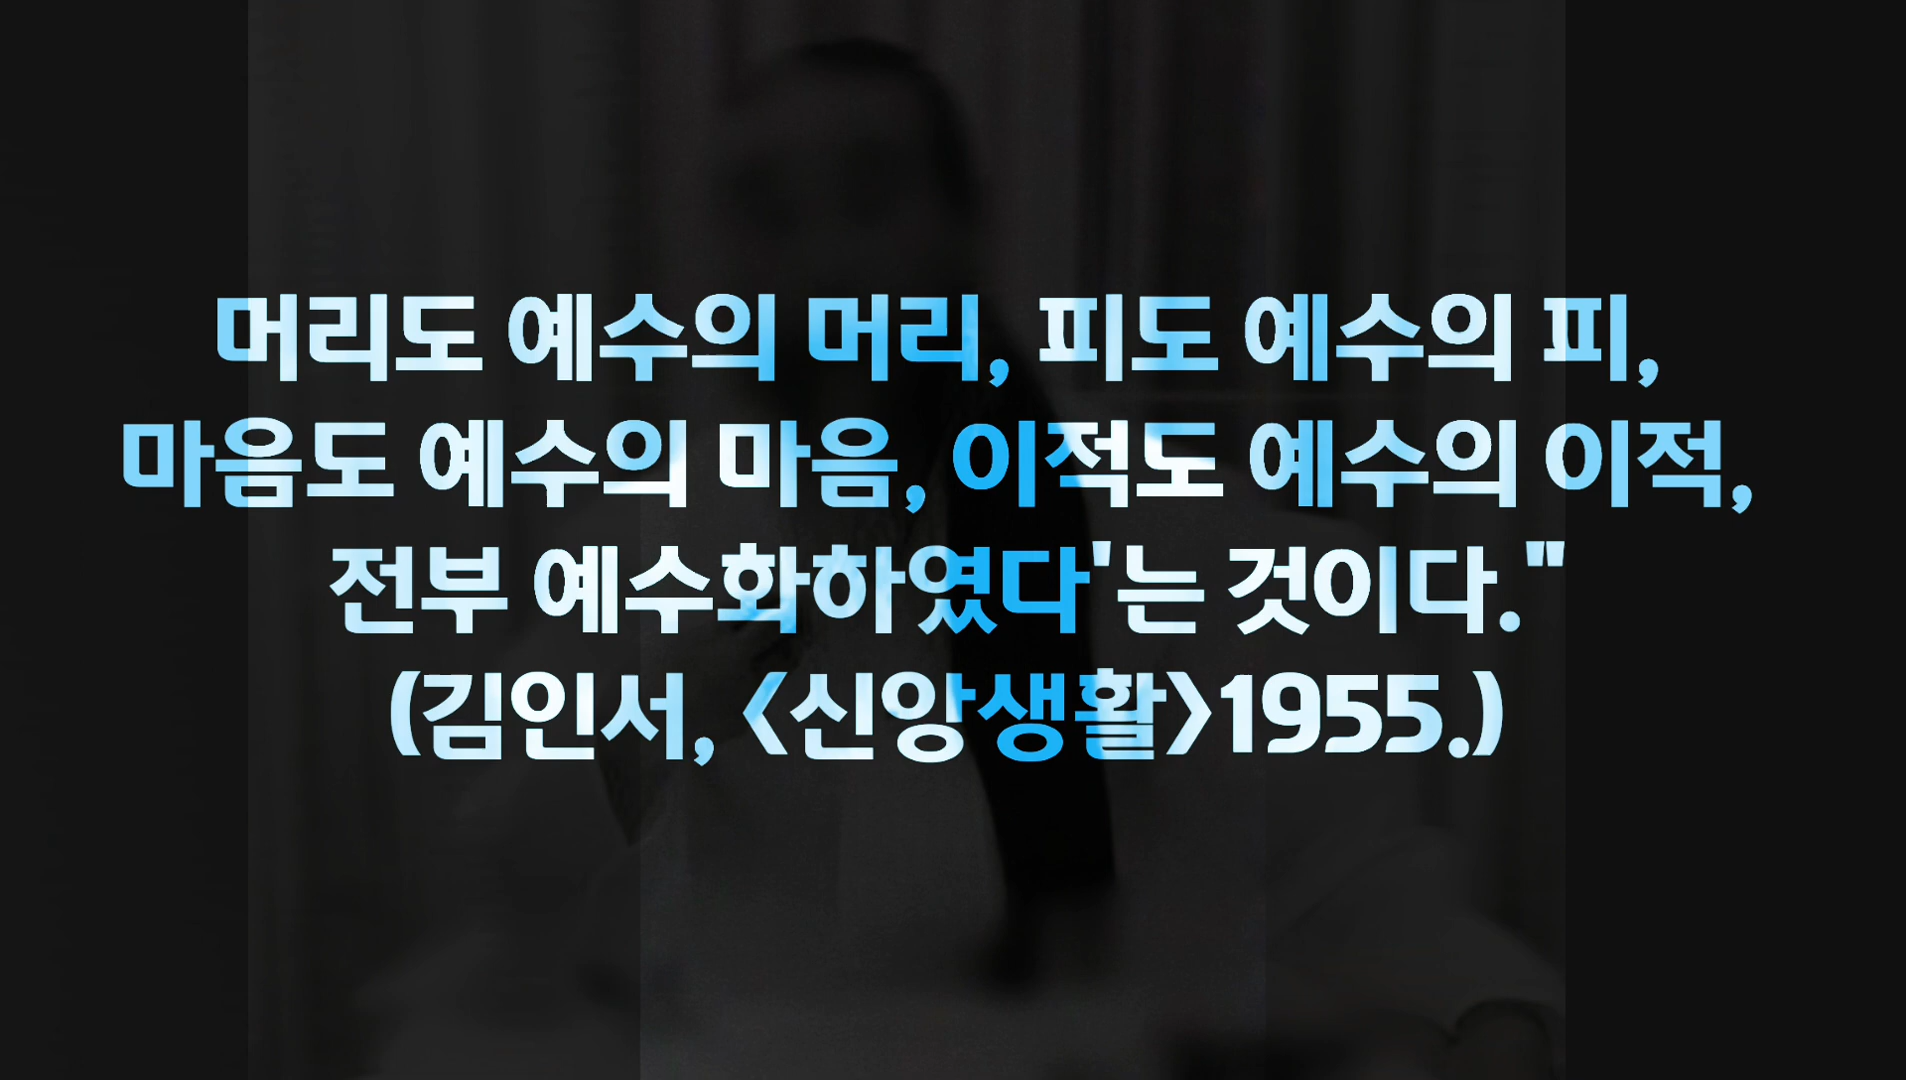 머리도 예수의 머리, 피도 예수의 피,
마음도 예수의 마음, 이적도 예수의 이적,
전부 예수화하였다'는 것이다."
(김인서, <신앙생활>1955.)